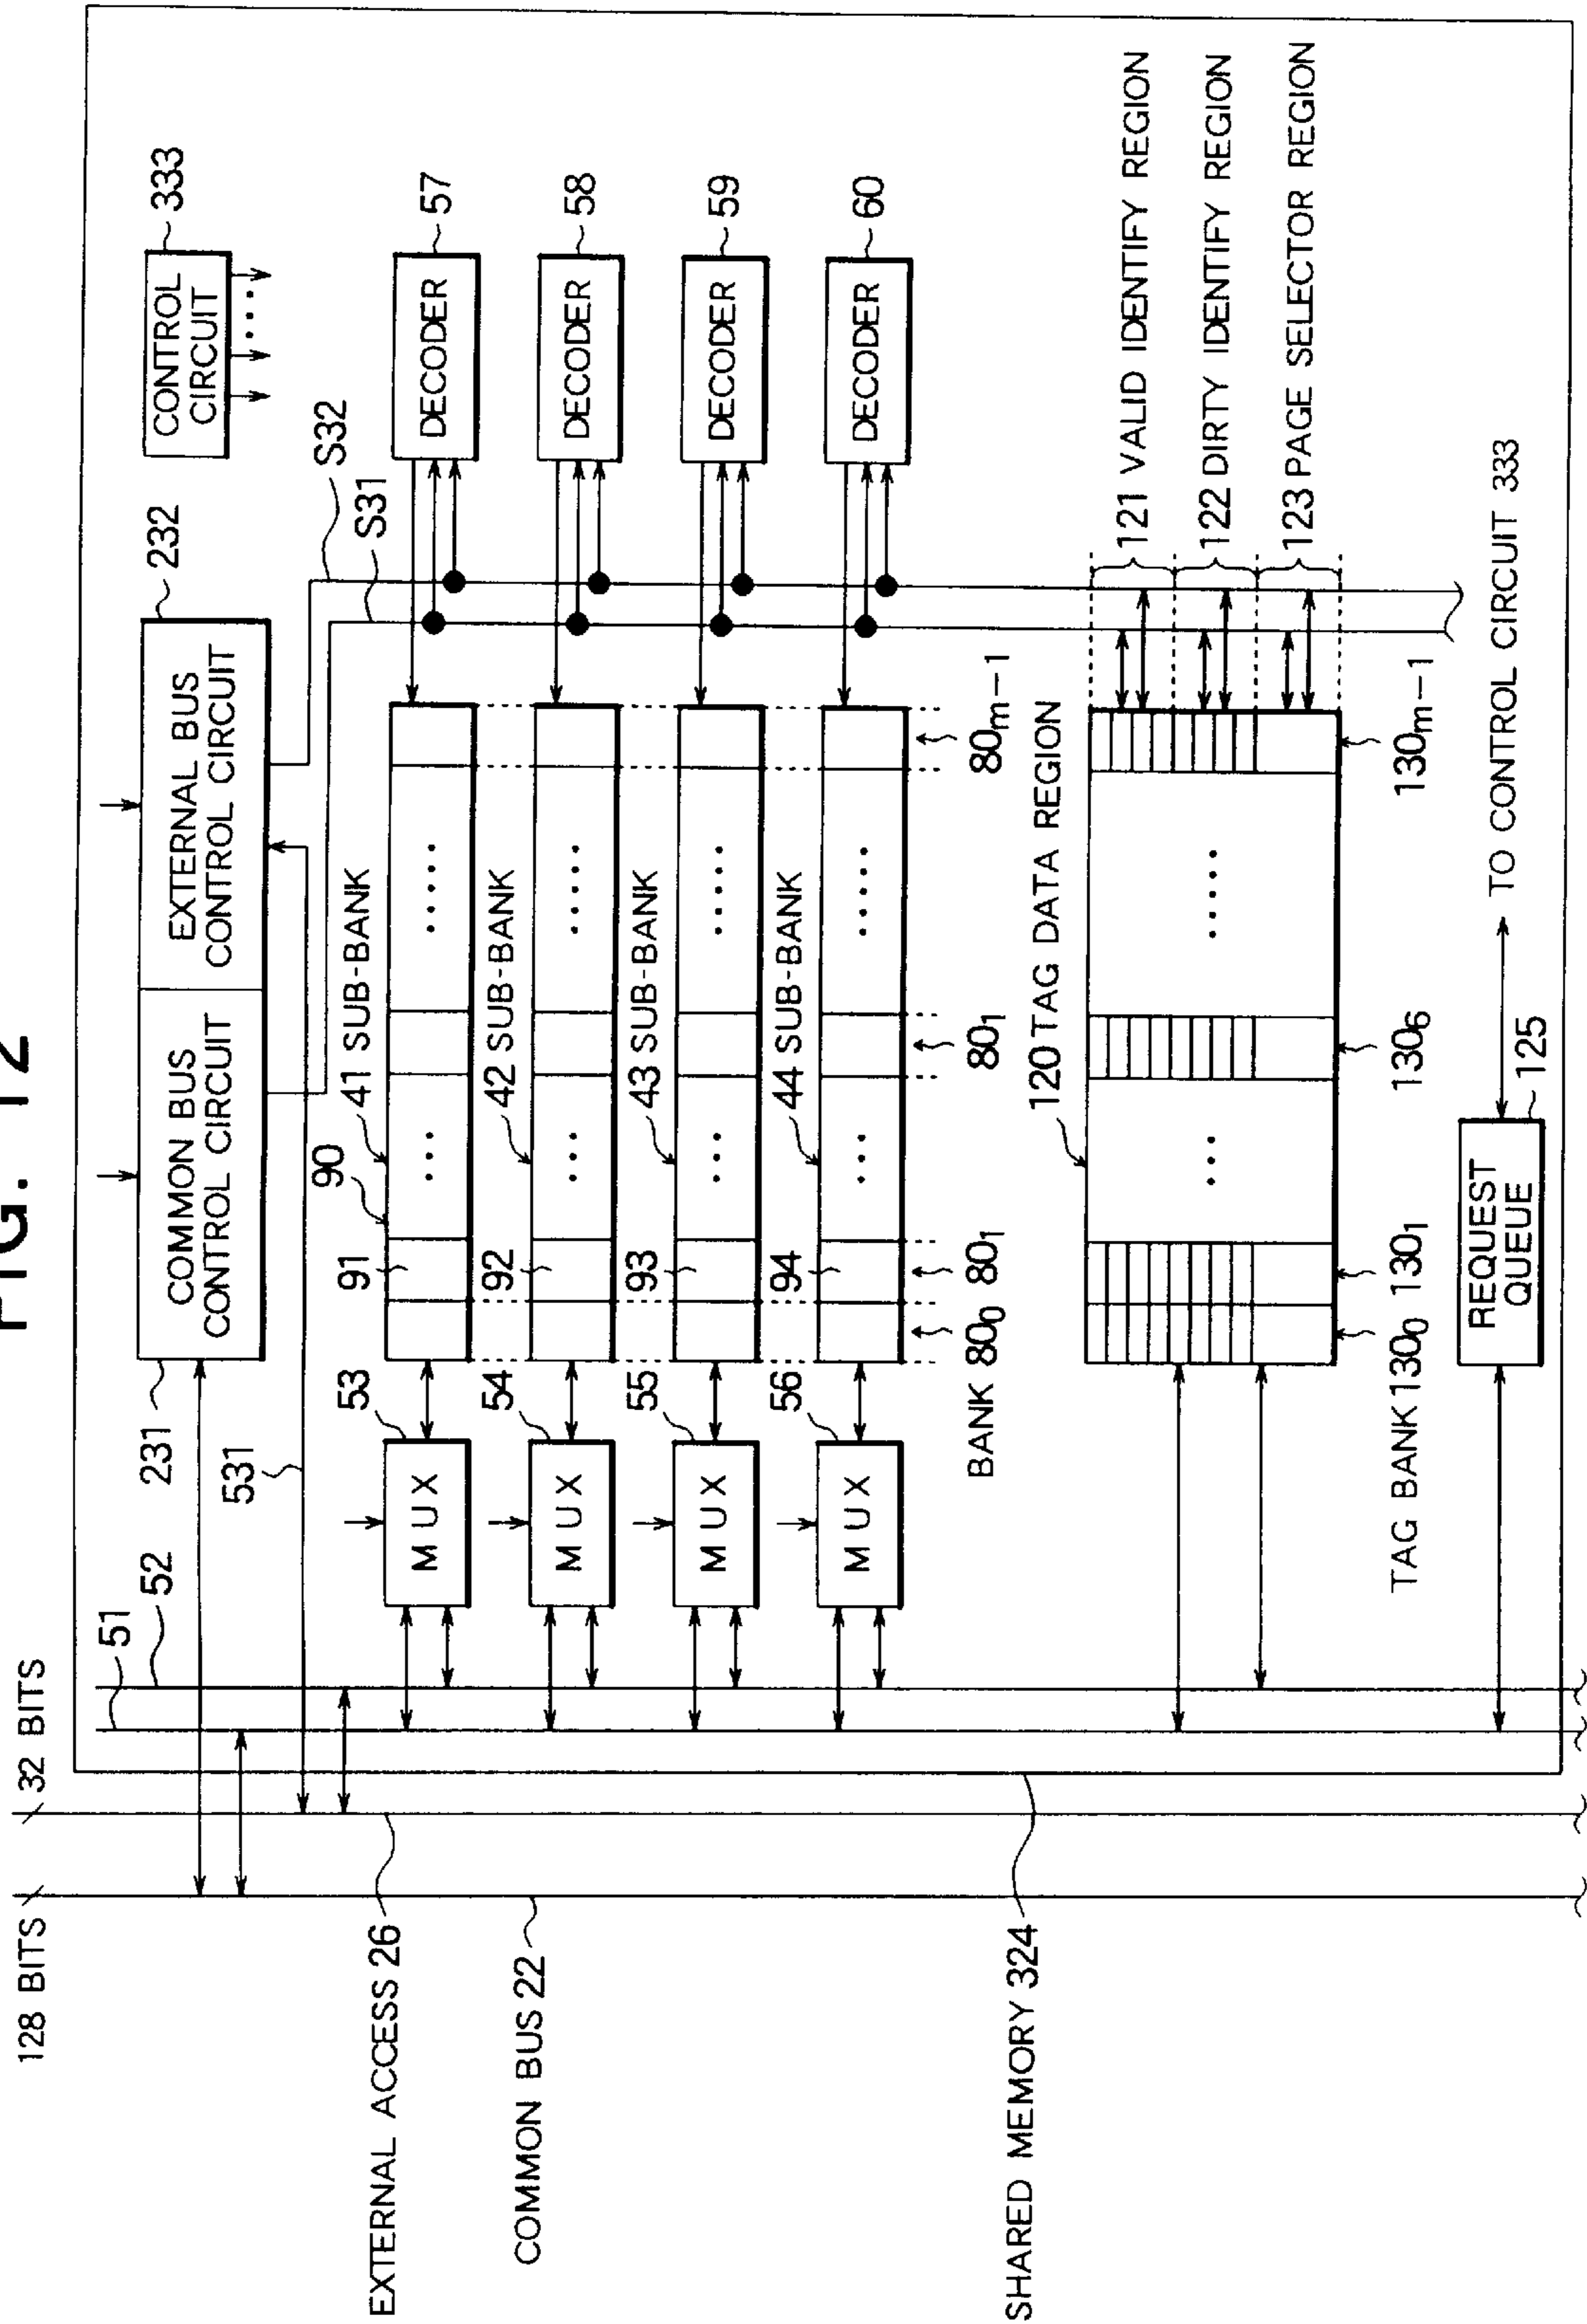 FIG. 12
128 BITS
32 BITS
EXTERNAL ACCESS 26
COMMON BUS 22
SHARED MEMORY 324
51
52
231
COMMON BUS
CONTROL CIRCUIT
232
EXTERNAL BUS
CONTROL CIRCUIT
333
CONTROL
CIRCUIT
531
S32
S31
53
MUX
90
91
41 SUB-BANK
DECODER
57
54
MUX
92
42 SUB-BANK
DECODER
58
55
MUX
93
43 SUB-BANK
DECODER
59
56
MUX
94
44 SUB-BANK
DECODER
60
BANK 80₀
80₁
80₁
80m-1
120 TAG DATA REGION
121 VALID IDENTIFY REGION
122 DIRTY IDENTIFY REGION
123 PAGE SELECTOR REGION
TAG BANK 130₀
130₁
130₆
130m-1
REQUEST
QUEUE
125
TO CONTROL CIRCUIT 333